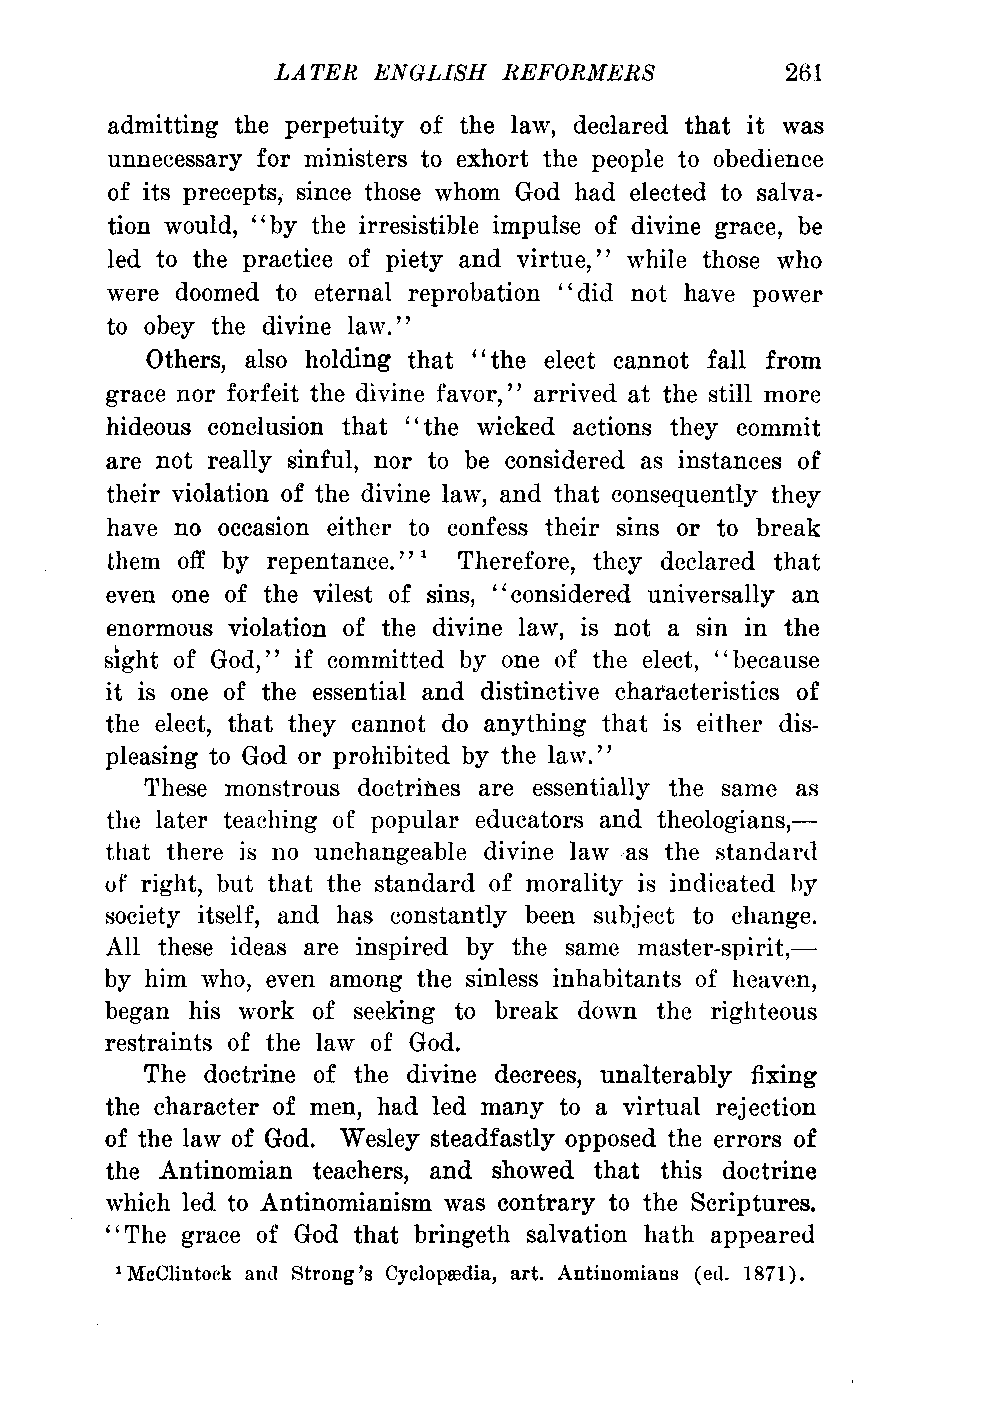 LATER ENGLISH REFORMERS 261
admitting the perpetuity of the law, declared that it was
unnecessary for ministers to exhort the people to obedience
of its precepts, since those whom God had elected to salva-
tion would, ‘‘by the irresistible impulse of divine grace, be
led to the practice of piety and virtue,’’ while those who
were doomed to eternal reprobation ‘‘did not have power
to obey the divine law.’’
Others, also holding that ‘‘the elect cannot fall from
grace nor forfeit the divine favor,’’ arrived at the still more
hideous conclusion that ‘‘the wicked actions they commit
are not really sinful, nor to be considered as instances of
their violation of the divine law, and that consequently they
have no occasion either to confess their sins or to break
them off by repentance.’’¹ Therefore, they declared that
even one of the vilest of sins, ‘‘considered universally an
enormous violation of the divine law, is not a sin in the
sight of God,’’ if committed by one of the elect, ‘‘because
it is one of the essential and distinctive characteristics of
the elect, that they cannot do anything that is either dis-
pleasing to God or prohibited by the law.’’
These monstrous doctrines are essentially the same as
the later teaching of popular educators and theologians,—
that there is no unchangeable divine law as the standard
of right, but that the standard of morality is indicated by
society itself, and has constantly been subject to change.
All these ideas are inspired by the same master-spirit,—
by him who, even among the sinless inhabitants of heaven,
began his work of seeking to break down the righteous
restraints of the law of God.
The doctrine of the divine decrees, unalterably fixing
the character of men, had led many to a virtual rejection
of the law of God. Wesley steadfastly opposed the errors of
the Antinomian teachers, and showed that this doctrine
which led to Antinomianism was contrary to the Scriptures.
‘‘The grace of God that bringeth salvation hath appeared
¹ McClintock and Strong's Cyclopædia, art. Antinomians (ed. 1871).